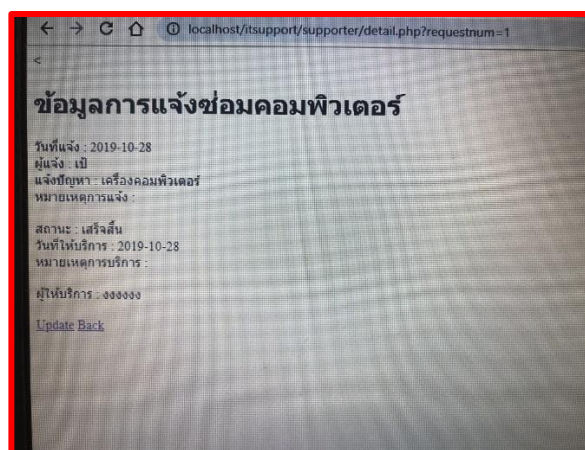 localhost/itsupport/supporter/detail.php?requestnum=1
<
ข้อมูลการแจ้งซ่อมคอมพิวเตอร์
วันที่แจ้ง : 2019-10-28
ผู้แจ้ง : เป้
แจ้งปัญหา : เครื่องคอมพิวเตอร์
หมายเหตุการแจ้ง :
สถานะ : เสร็จสิ้น
วันที่ให้บริการ : 2019-10-28
หมายเหตุการบริการ :
ผู้ให้บริการ : งงงงงง
Update Back